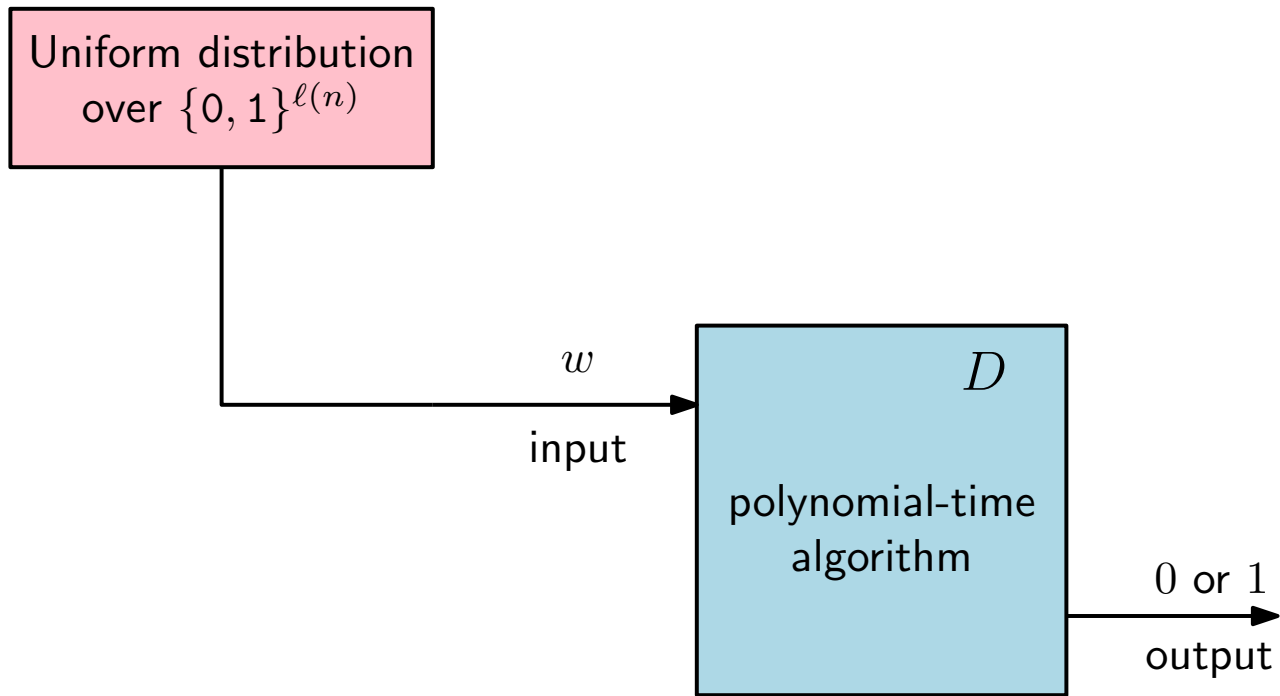 Uniform distribution
over {0, 1}^{ℓ(n)}
w
input
D
polynomial-time
algorithm
0 or 1
output